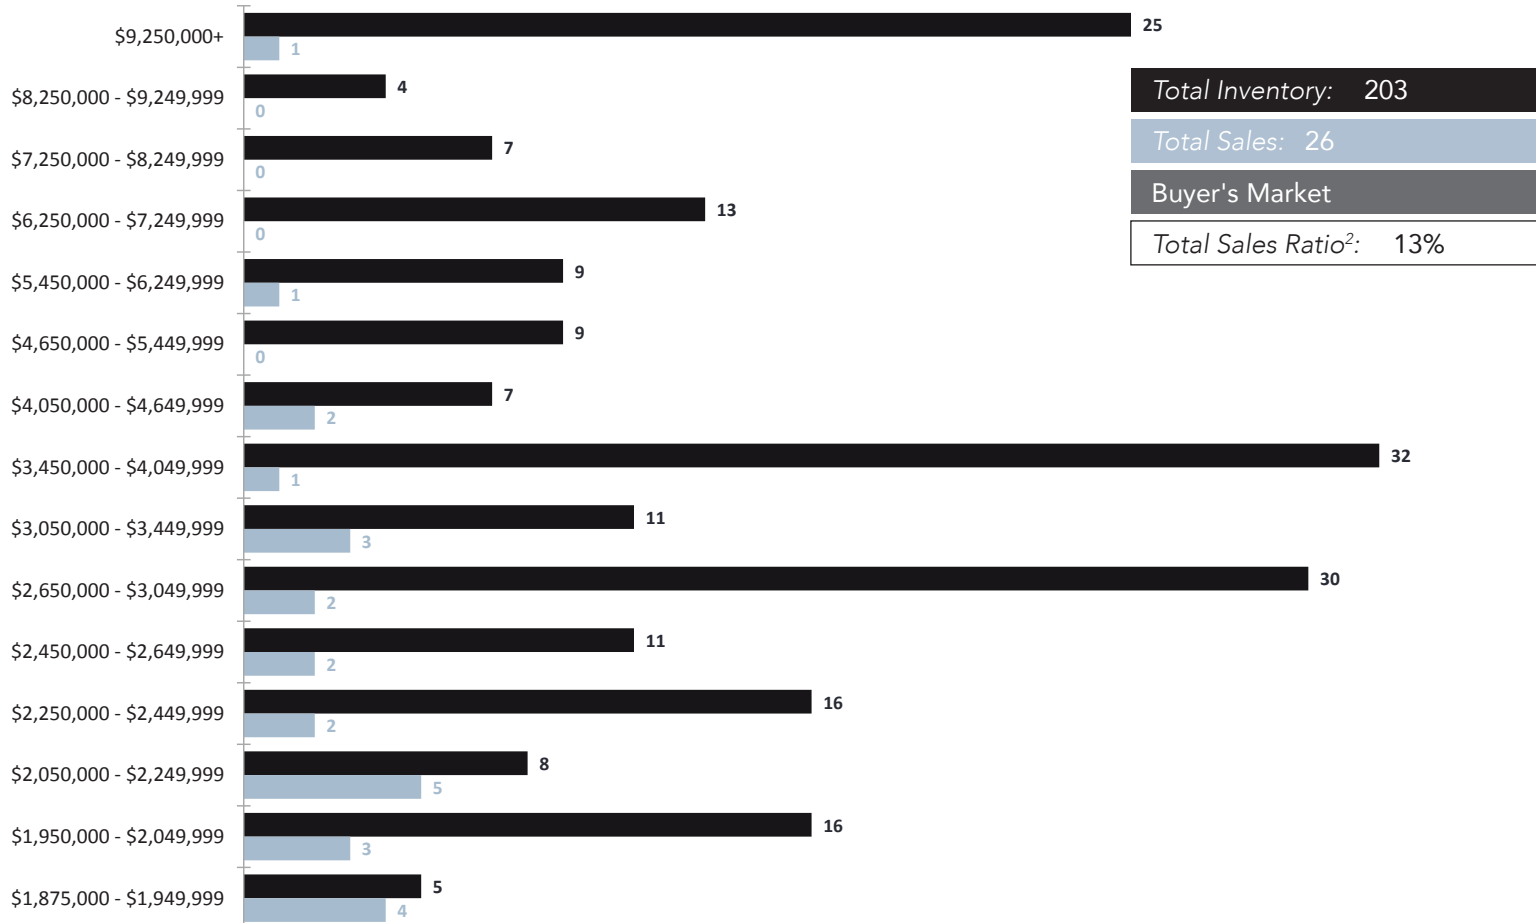 $9,250,000+
25
1
$8,250,000 - $9,249,999
4
0
$7,250,000 - $8,249,999
7
0
$6,250,000 - $7,249,999
13
0
$5,450,000 - $6,249,999
9
1
$4,650,000 - $5,449,999
9
0
$4,050,000 - $4,649,999
7
2
$3,450,000 - $4,049,999
32
1
$3,050,000 - $3,449,999
11
3
$2,650,000 - $3,049,999
30
2
$2,450,000 - $2,649,999
11
2
$2,250,000 - $2,449,999
16
2
$2,050,000 - $2,249,999
8
5
$1,950,000 - $2,049,999
16
3
$1,875,000 - $1,949,999
5
4
Total Inventory: 203
Total Sales: 26
Buyer's Market
Total Sales Ratio²: 13%